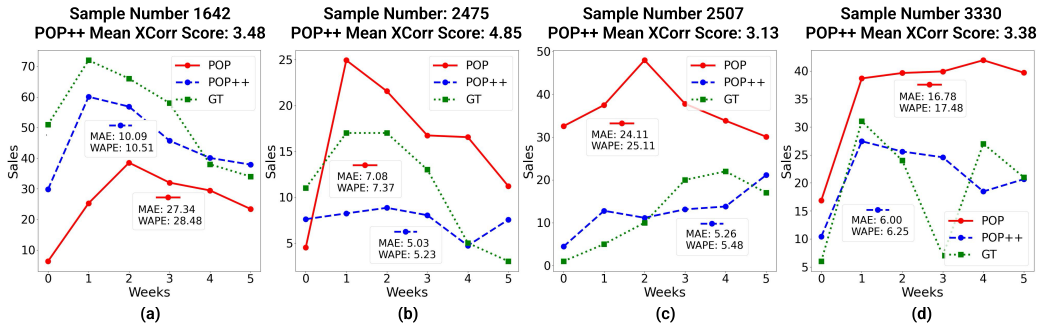 Sample Number 1642
POP++ Mean XCorr Score: 3.48
Sales
70
60
50
40
30
20
10
POP
POP++
GT
MAE: 10.09
WAPE: 10.51
MAE: 27.34
WAPE: 28.48
0 1 2 3 4 5
Weeks
(a)
Sample Number: 2475
POP++ Mean XCorr Score: 4.85
Sales
25
20
15
10
5
POP
POP++
GT
MAE: 7.08
WAPE: 7.37
MAE: 5.03
WAPE: 5.23
0 1 2 3 4 5
Weeks
(b)
Sample Number 2507
POP++ Mean XCorr Score: 3.13
Sales
50
40
30
20
10
0
POP
POP++
GT
MAE: 24.11
WAPE: 25.11
MAE: 5.26
WAPE: 5.48
0 1 2 3 4 5
Weeks
(c)
Sample Number 3330
POP++ Mean XCorr Score: 3.38
Sales
40
35
30
25
20
15
10
5
MAE: 16.78
WAPE: 17.48
MAE: 6.00
WAPE: 6.25
POP
POP++
GT
0 1 2 3 4 5
Weeks
(d)